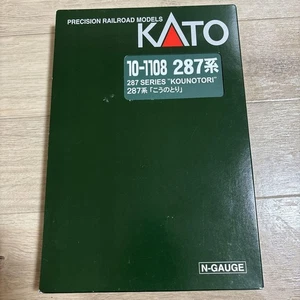 PRECISION RAILROAD MODELS
KATO
10-1108 287系
287 SERIES "KOUNOTORI"
287系「こうのとり」
N-GAUGE